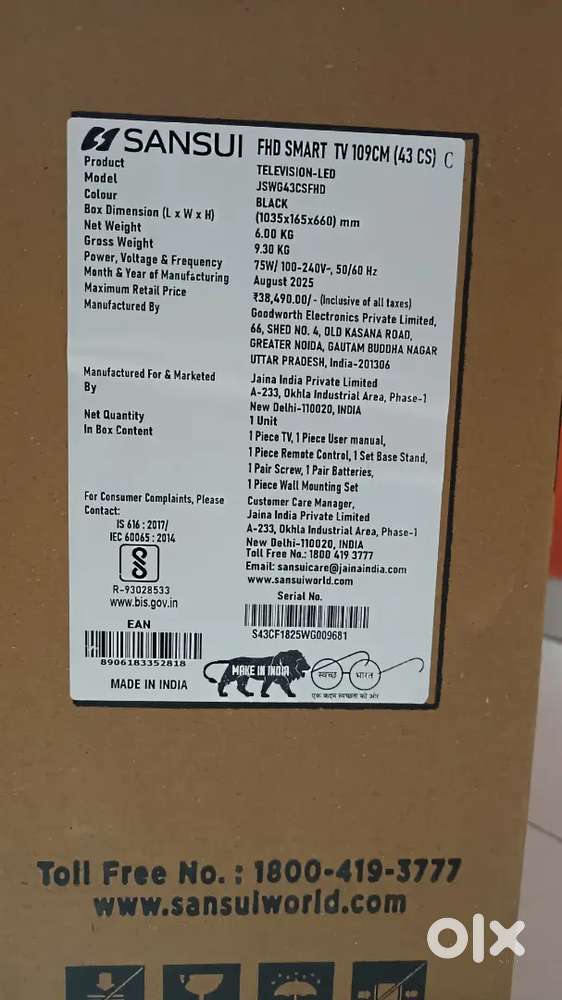 SANSUI FHD SMART TV 109CM (43 CS) C
Product TELEVISION-LED
Model JSWG43CSFHD
Colour BLACK
Box Dimension (L x W x H) (1035x165x660) mm
Net Weight 6.00 KG
Gross Weight 9.30 KG
Power, Voltage & Frequency 75W/ 100-240V~, 50/60 Hz
Month & Year of Manufacturing August 2025
Maximum Retail Price ₹38,490.00/- (Inclusive of all taxes)
Manufactured By Goodworth Electronics Private Limited,
66, SHED NO. 4, OLD KASANA ROAD,
GREATER NOIDA, GAUTAM BUDDHA NAGAR
UTTAR PRADESH, India-201306
Manufactured For & Marketed Jaina India Private Limited
By A-233, Okhla Industrial Area, Phase-1
New Delhi-110020, INDIA
Net Quantity 1 Unit
In Box Content 1 Piece TV, 1 Piece User manual,
1 Piece Remote Control, 1 Set Base Stand,
1 Pair Screw, 1 Pair Batteries,
1 Piece Wall Mounting Set
For Consumer Complaints, Please Customer Care Manager,
Contact: Jaina India Private Limited
A-233, Okhla Industrial Area, Phase-1
New Delhi-110020, INDIA
Toll Free No.: 1800 419 3777
Email: sansuicare@jainaindia.com
www.sansuiworld.com
IS 616 : 2017/
IEC 60065 : 2014
R-93028533
www.bis.gov.in
Serial No.
S43CF1825WG009681
EAN
8906183352818
MADE IN INDIA
MAKE IN INDIA
स्वच्छ भारत
एक कदम स्वच्छता की ओर
Toll Free No. : 1800-419-3777
www.sansuiworld.com
olx